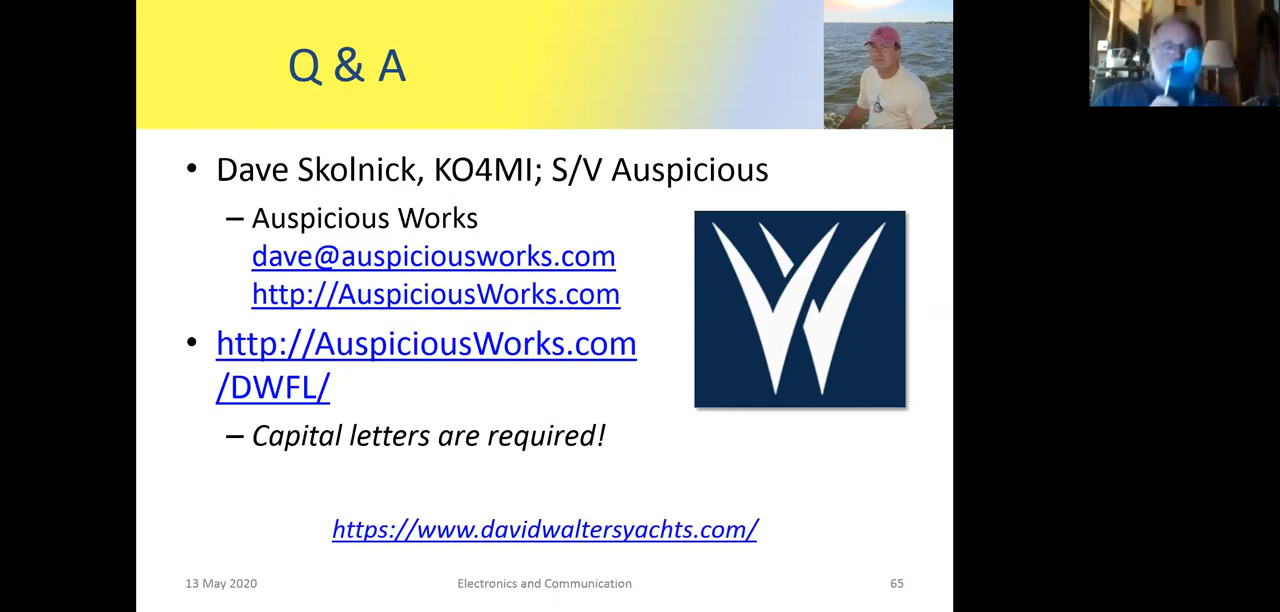 Q & A
• Dave Skolnick, KO4MI; S/V Auspicious
– Auspicious Works
dave@auspiciousworks.com
http://AuspiciousWorks.com
• http://AuspiciousWorks.com
/DWFL/
– Capital letters are required!
https://www.davidwaltersyachts.com/
13 May 2020 Electronics and Communication 65